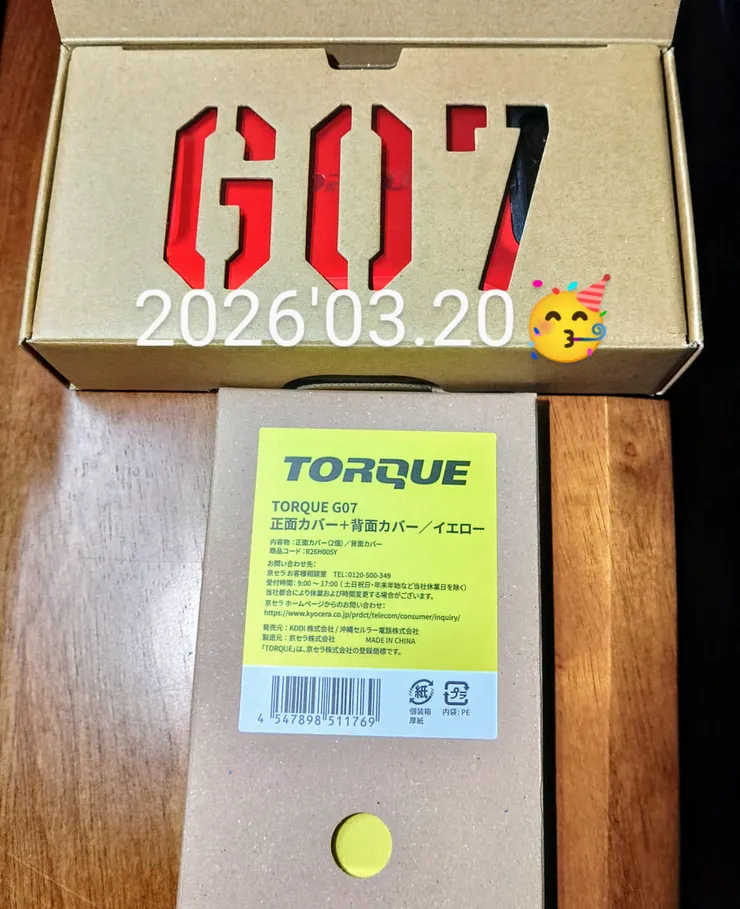 G07
2026'03.20
TORQUE
TORQUE G07
正面カバー+背面カバー/イエロー
内容物:正面カバー(2個)/背面カバー
商品コード:R26H005Y
お問い合わせ先:
京セラ お客様相談室 TEL:0120-500-349
受付時間:9:00~17:00(土日祝日・年末年始など当社休業日を除く)
当社都合により休業および時間変更する場合がございます。
京セラ ホームページからのお問い合わせ:
https://www.kyocera.co.jp/prdct/telecom/consumer/inquiry/
発売元:KDDI 株式会社/沖縄セルラー電話株式会社
製造元:京セラ株式会社 MADE IN CHINA
「TORQUE」は、京セラ株式会社の登録商標です。
4 547898 511769
紙
個装箱
厚紙
プラ
内袋:PE